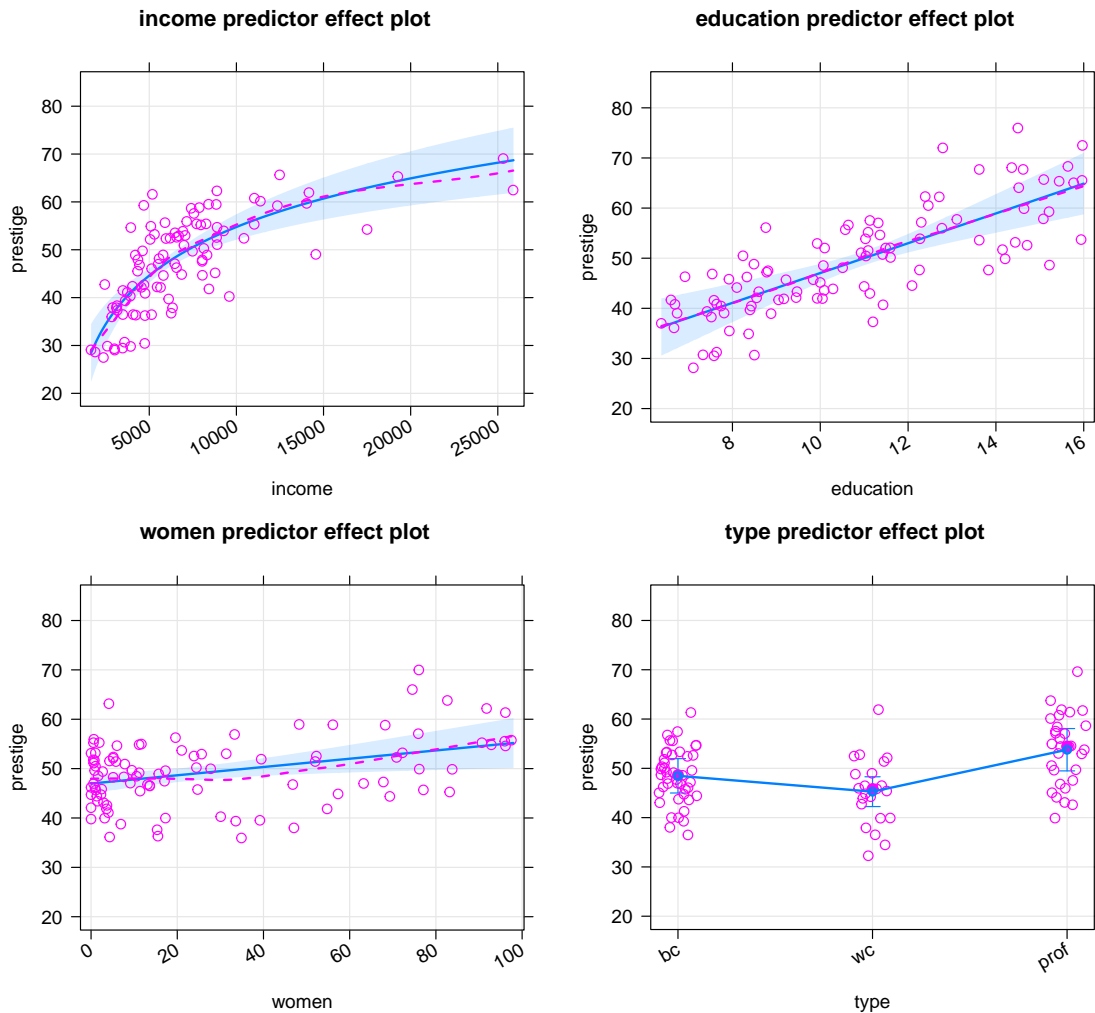 income predictor effect plot
prestige
80
70
60
50
40
30
20
5000
10000
15000
20000
25000
income
education predictor effect plot
prestige
80
70
60
50
40
30
20
8
10
12
14
16
education
women predictor effect plot
prestige
80
70
60
50
40
30
20
0
20
40
60
80
100
women
type predictor effect plot
prestige
80
70
60
50
40
30
20
bc
wc
prof
type